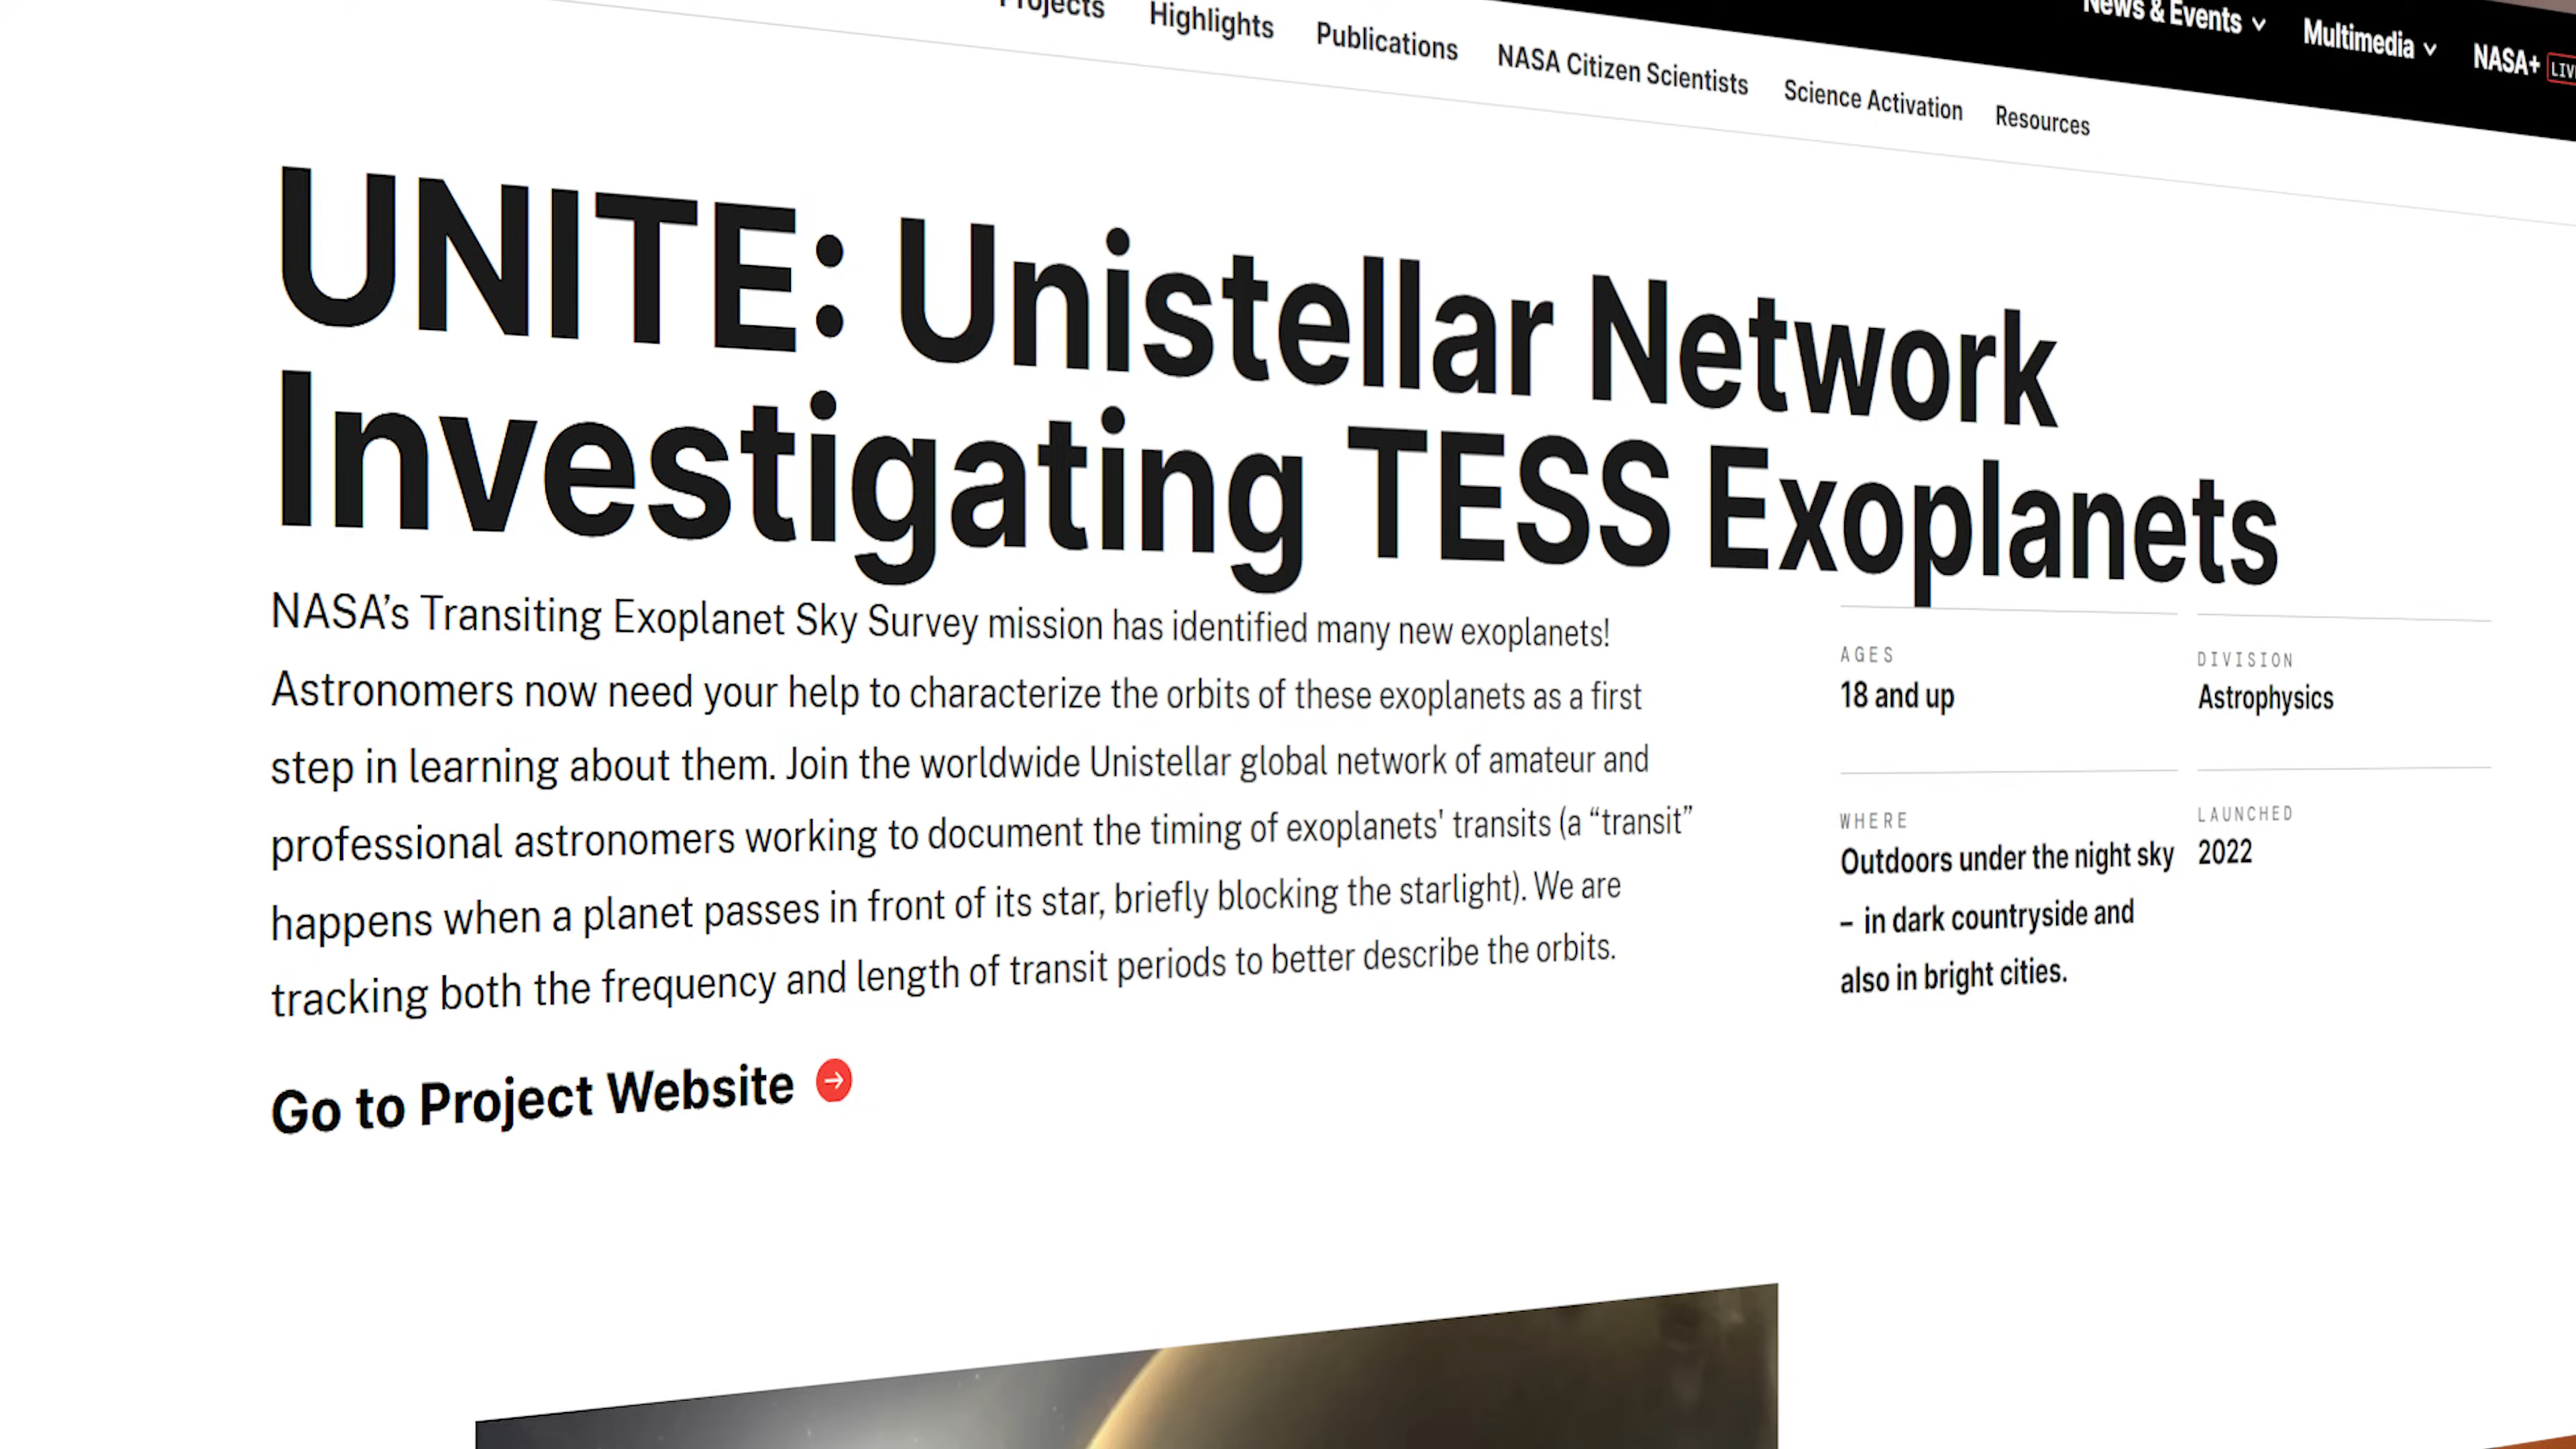 News & Events
Multimedia
NASA+
Projects
Highlights
Publications
NASA Citizen Scientists
Science Activation
Resources
UNITE: Unistellar Network
Investigating TESS Exoplanets
NASA’s Transiting Exoplanet Sky Survey mission has identified many new exoplanets!
Astronomers now need your help to characterize the orbits of these exoplanets as a first
step in learning about them. Join the worldwide Unistellar global network of amateur and
professional astronomers working to document the timing of exoplanets' transits (a “transit”
happens when a planet passes in front of its star, briefly blocking the starlight). We are
tracking both the frequency and length of transit periods to better describe the orbits.
Go to Project Website
AGES
18 and up
DIVISION
Astrophysics
WHERE
Outdoors under the night sky
– in dark countryside and
also in bright cities.
LAUNCHED
2022